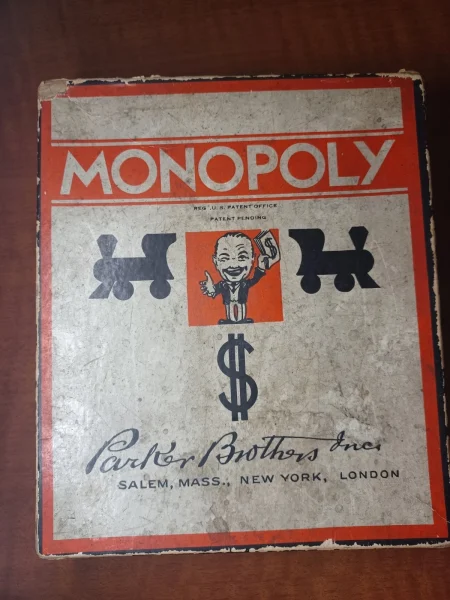 MONOPOLY
REG. U.S. PATENT OFFICE
PATENT PENDING
$
$
Parker Brothers Inc.
SALEM, MASS., NEW YORK, LONDON